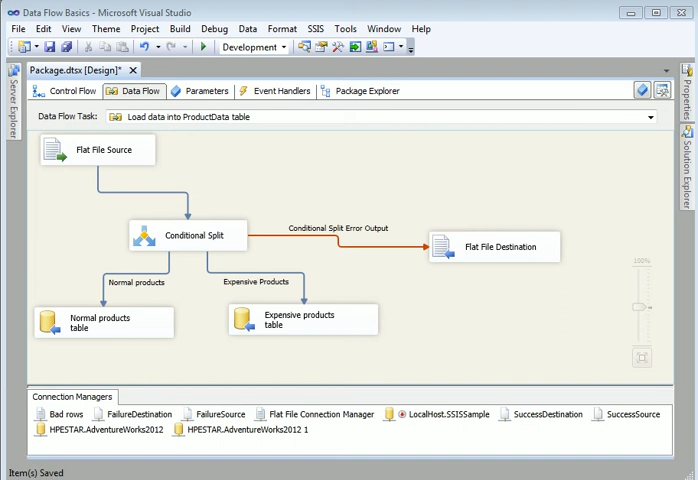 Data Flow Basics - Microsoft Visual Studio
File Edit View Theme Project Build Debug Data Format SSIS Tools Window Help
Development
Package.dtsx [Design]*
Control Flow Data Flow Parameters Event Handlers Package Explorer
Data Flow Task: Load data into ProductData table
Server Explorer
Properties
Solution Explorer
Flat File Source
Conditional Split Error Output
Conditional Split
Flat File Destination
100%
Normal products
Expensive Products
Normal products
table
Expensive products
table
Connection Managers
Bad rows FailureDestination FailureSource Flat File Connection Manager LocalHost.SSISSample SuccessDestination SuccessSource
HPESTAR.AdventureWorks2012 HPESTAR.AdventureWorks2012 1
Item(s) Saved